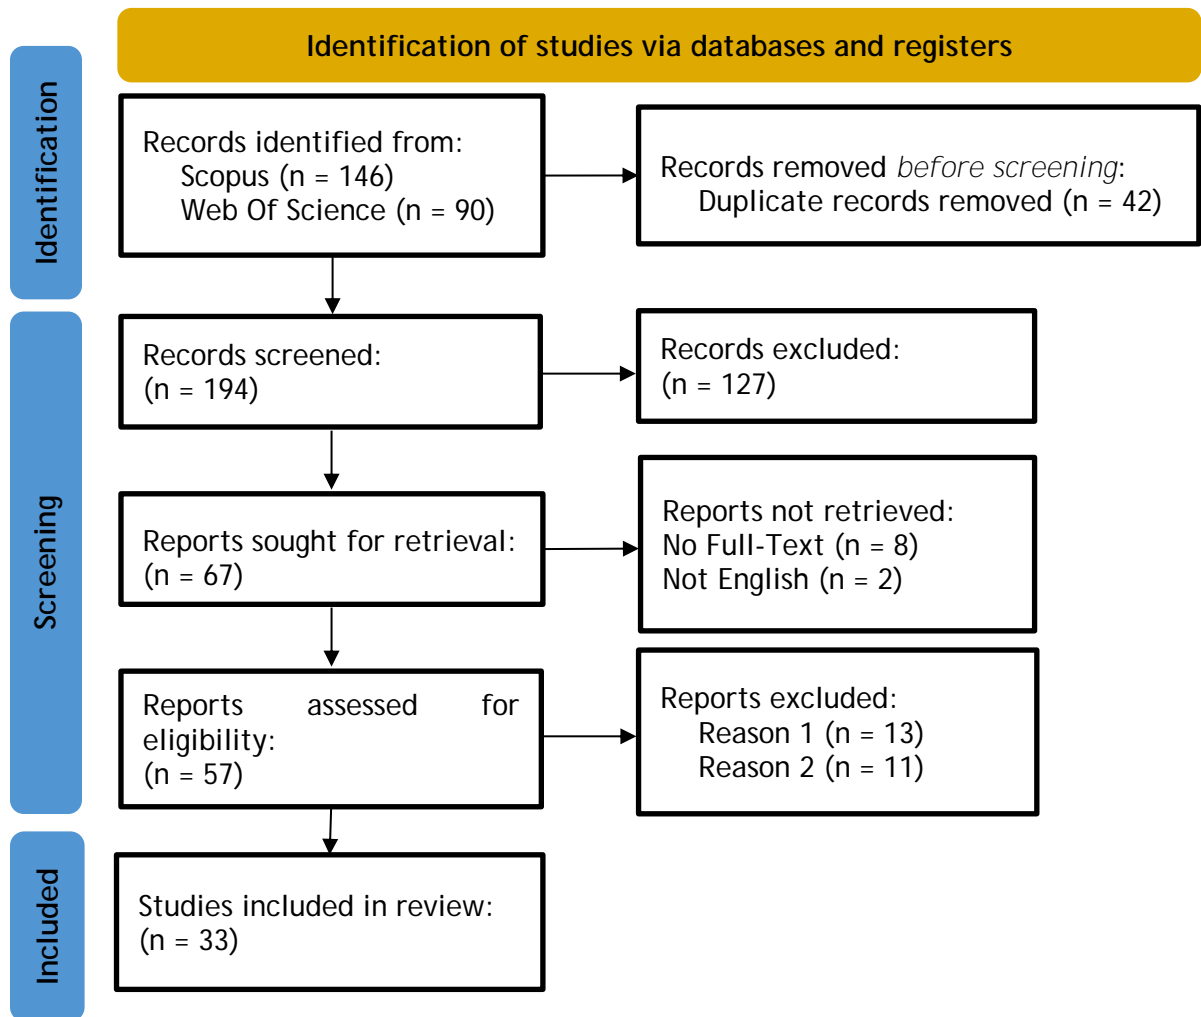 Identification of studies via databases and registers
Identification
Records identified from:
Scopus (n = 146)
Web Of Science (n = 90)
Records removed before screening:
Duplicate records removed (n = 42)
Screening
Records screened:
(n = 194)
Records excluded:
(n = 127)
Reports sought for retrieval:
(n = 67)
Reports not retrieved:
No Full-Text (n = 8)
Not English (n = 2)
Reports assessed for
eligibility:
(n = 57)
Reports excluded:
Reason 1 (n = 13)
Reason 2 (n = 11)
Included
Studies included in review:
(n = 33)